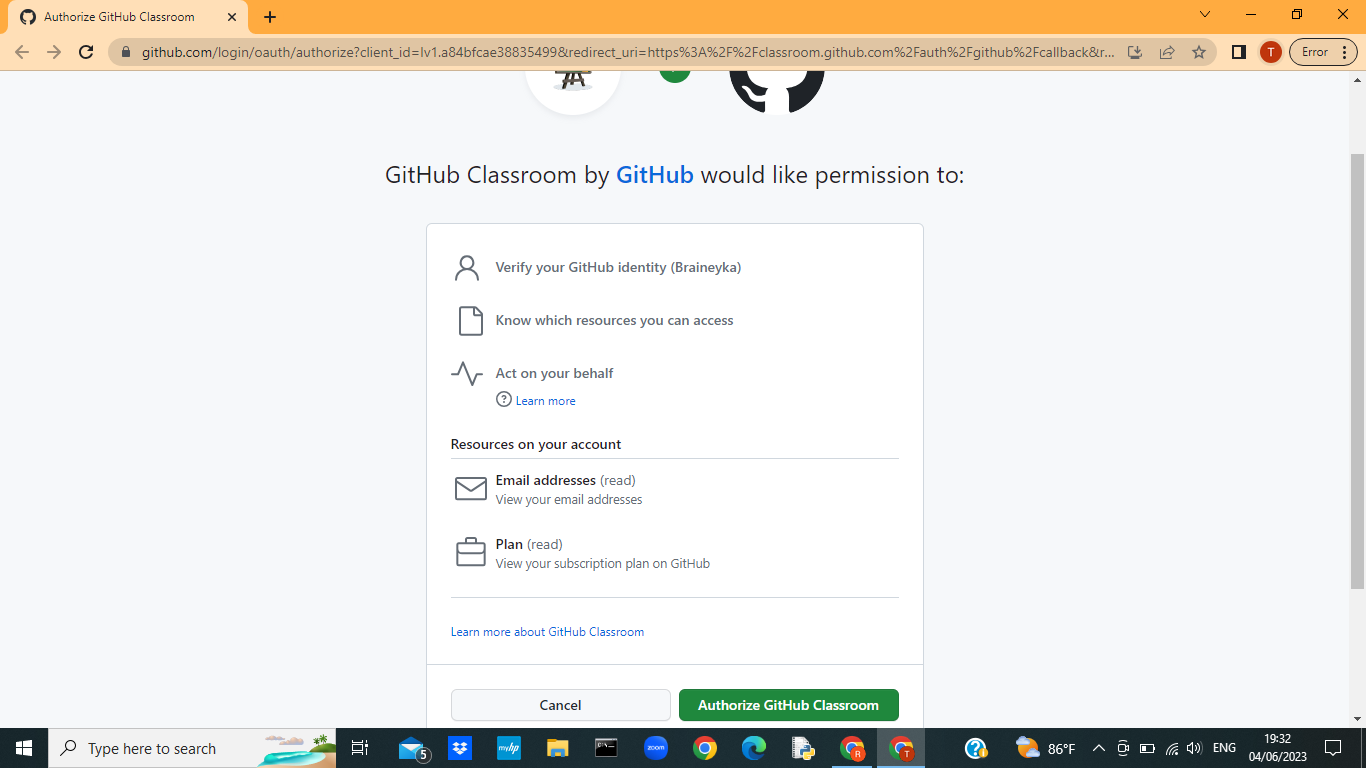 Authorize GitHub Classroom
github.com/login/oauth/authorize?client_id=Iv1.a84bfcae38835499&redirect_uri=https%3A%2F%2Fclassroom.github.com%2Fauth%2Fgithub%2Fcallback&r...
T
Error
GitHub Classroom by GitHub would like permission to:
Verify your GitHub identity (Braineyka)
Know which resources you can access
Act on your behalf
Learn more
Resources on your account
Email addresses (read)
View your email addresses
Plan (read)
View your subscription plan on GitHub
Learn more about GitHub Classroom
Cancel
Authorize GitHub Classroom
Type here to search
5
myhp
zoom
R
T
86°F
ENG
19:32
04/06/2023